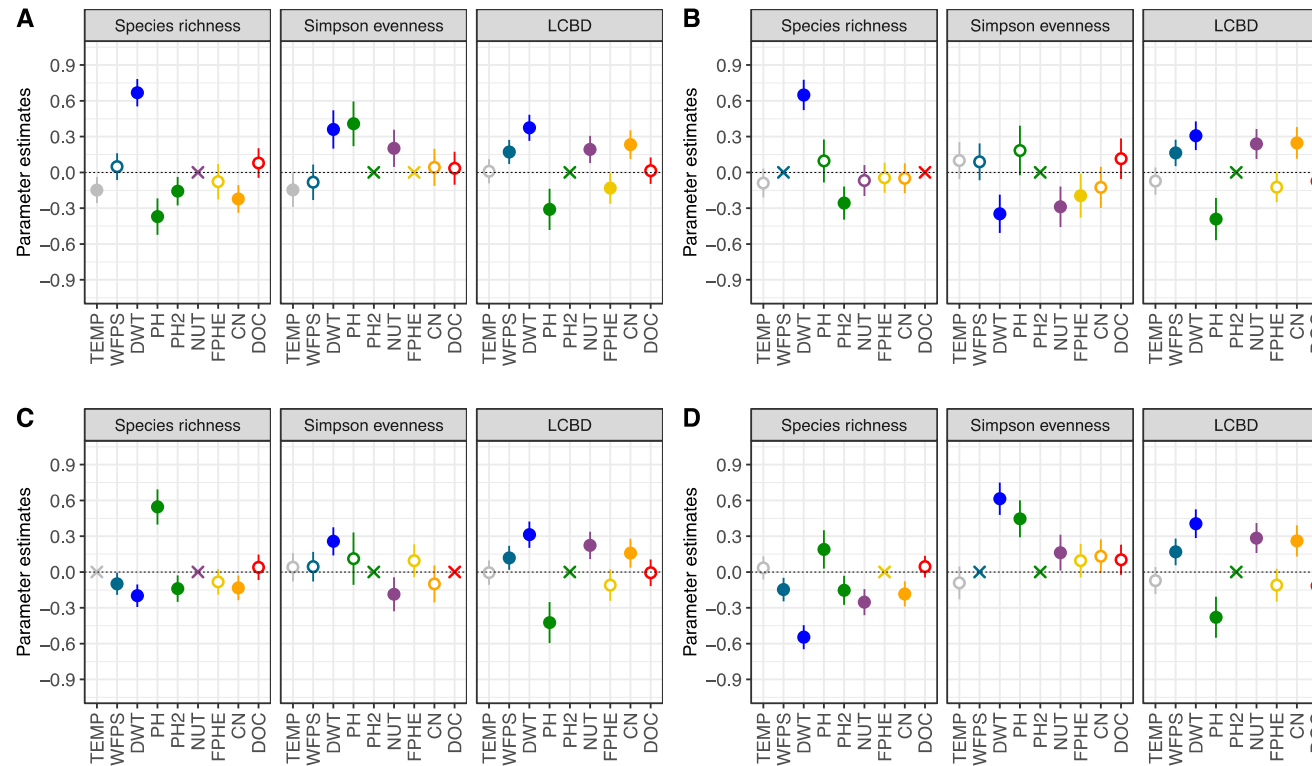 A
Species richness
Simpson evenness
LCBD
Parameter estimates
0.9
0.6
0.3
0.0
−0.3
−0.6
−0.9
TEMP
WFPS
DWT
PH
PH2
NUT
FPHE
CN
DOC
TEMP
WFPS
DWT
PH
PH2
NUT
FPHE
CN
DOC
TEMP
WFPS
DWT
PH
PH2
NUT
FPHE
CN
DOC
B
Species richness
Simpson evenness
LCBD
Parameter estimates
0.9
0.6
0.3
0.0
−0.3
−0.6
−0.9
TEMP
WFPS
DWT
PH
PH2
NUT
FPHE
CN
DOC
TEMP
WFPS
DWT
PH
PH2
NUT
FPHE
CN
DOC
TEMP
WFPS
DWT
PH
PH2
NUT
FPHE
CN
C
Species richness
Simpson evenness
LCBD
Parameter estimates
0.9
0.6
0.3
0.0
−0.3
−0.6
−0.9
TEMP
WFPS
DWT
PH
PH2
NUT
FPHE
CN
DOC
TEMP
WFPS
DWT
PH
PH2
NUT
FPHE
CN
DOC
TEMP
WFPS
DWT
PH
PH2
NUT
FPHE
CN
DOC
D
Species richness
Simpson evenness
LCBD
Parameter estimates
0.9
0.6
0.3
0.0
−0.3
−0.6
−0.9
TEMP
WFPS
DWT
PH
PH2
NUT
FPHE
CN
DOC
TEMP
WFPS
DWT
PH
PH2
NUT
FPHE
CN
DOC
TEMP
WFPS
DWT
PH
PH2
NUT
FPHE
CN